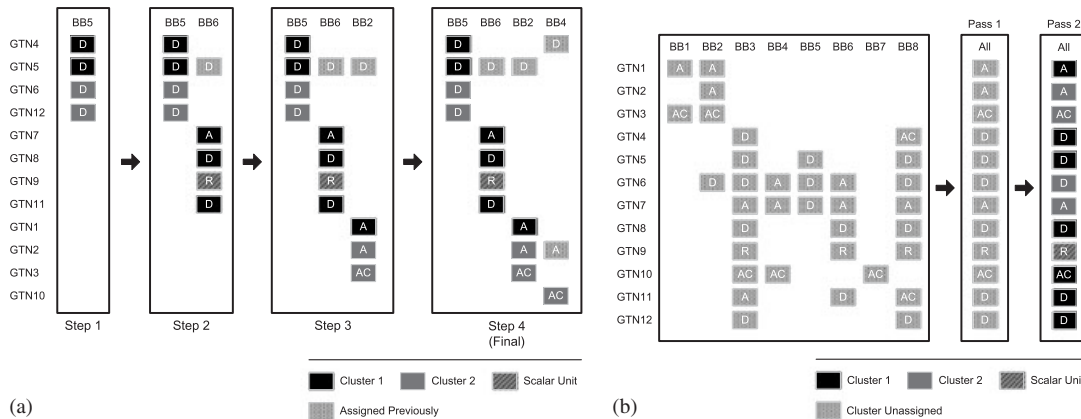 BB5
BB5 BB6
BB5 BB6 BB2
BB5 BB6 BB2 BB4
GTN4 D D D D D
GTN5 D D D D D D D D D
GTN6 D D D D
GTN12 D D D D
GTN7 A A A
GTN8 D D D
GTN9 R R R
GTN11 D D D
GTN1 A A
GTN2 A A A
GTN3 AC AC
GTN10 AC
Step 1
Step 2
Step 3
Step 4
(Final)
Cluster 1
Cluster 2
Scalar Unit
Assigned Previously
(a)
Pass 1
Pass 2
BB1 BB2 BB3 BB4 BB5 BB6 BB7 BB8 All All
GTN1 A A A A
GTN2 A A A
GTN3 AC AC AC AC
GTN4 D AC D D
GTN5 D D D D D
GTN6 D D A D A D D D
GTN7 A A D A A A A
GTN8 D D D D D
GTN9 R R R R R
GTN10 AC AC AC AC AC
GTN11 A D AC D D
GTN12 D D D D
Cluster 1
Cluster 2
Scalar Uni
Cluster Unassigned
(b)